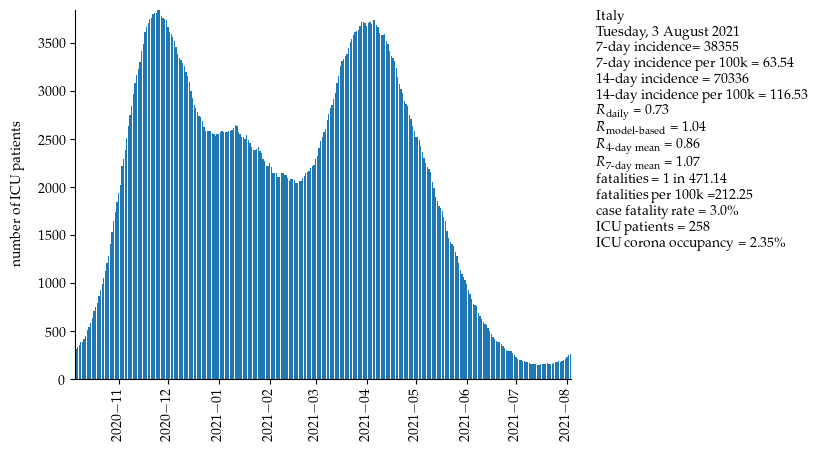 number of ICU patients
3500
3000
2500
2000
1500
1000
500
0
2020−11
2020−12
2021−01
2021−02
2021−03
2021−04
2021−05
2021−06
2021−07
2021−08
Italy
Tuesday, 3 August 2021
7-day incidence= 38355
7-day incidence per 100k = 63.54
14-day incidence = 70336
14-day incidence per 100k = 116.53
R daily = 0.73
R model-based = 1.04
R 4-day mean = 0.86
R 7-day mean = 1.07
fatalities = 1 in 471.14
fatalities per 100k =212.25
case fatality rate = 3.0%
ICU patients = 258
ICU corona occupancy = 2.35%